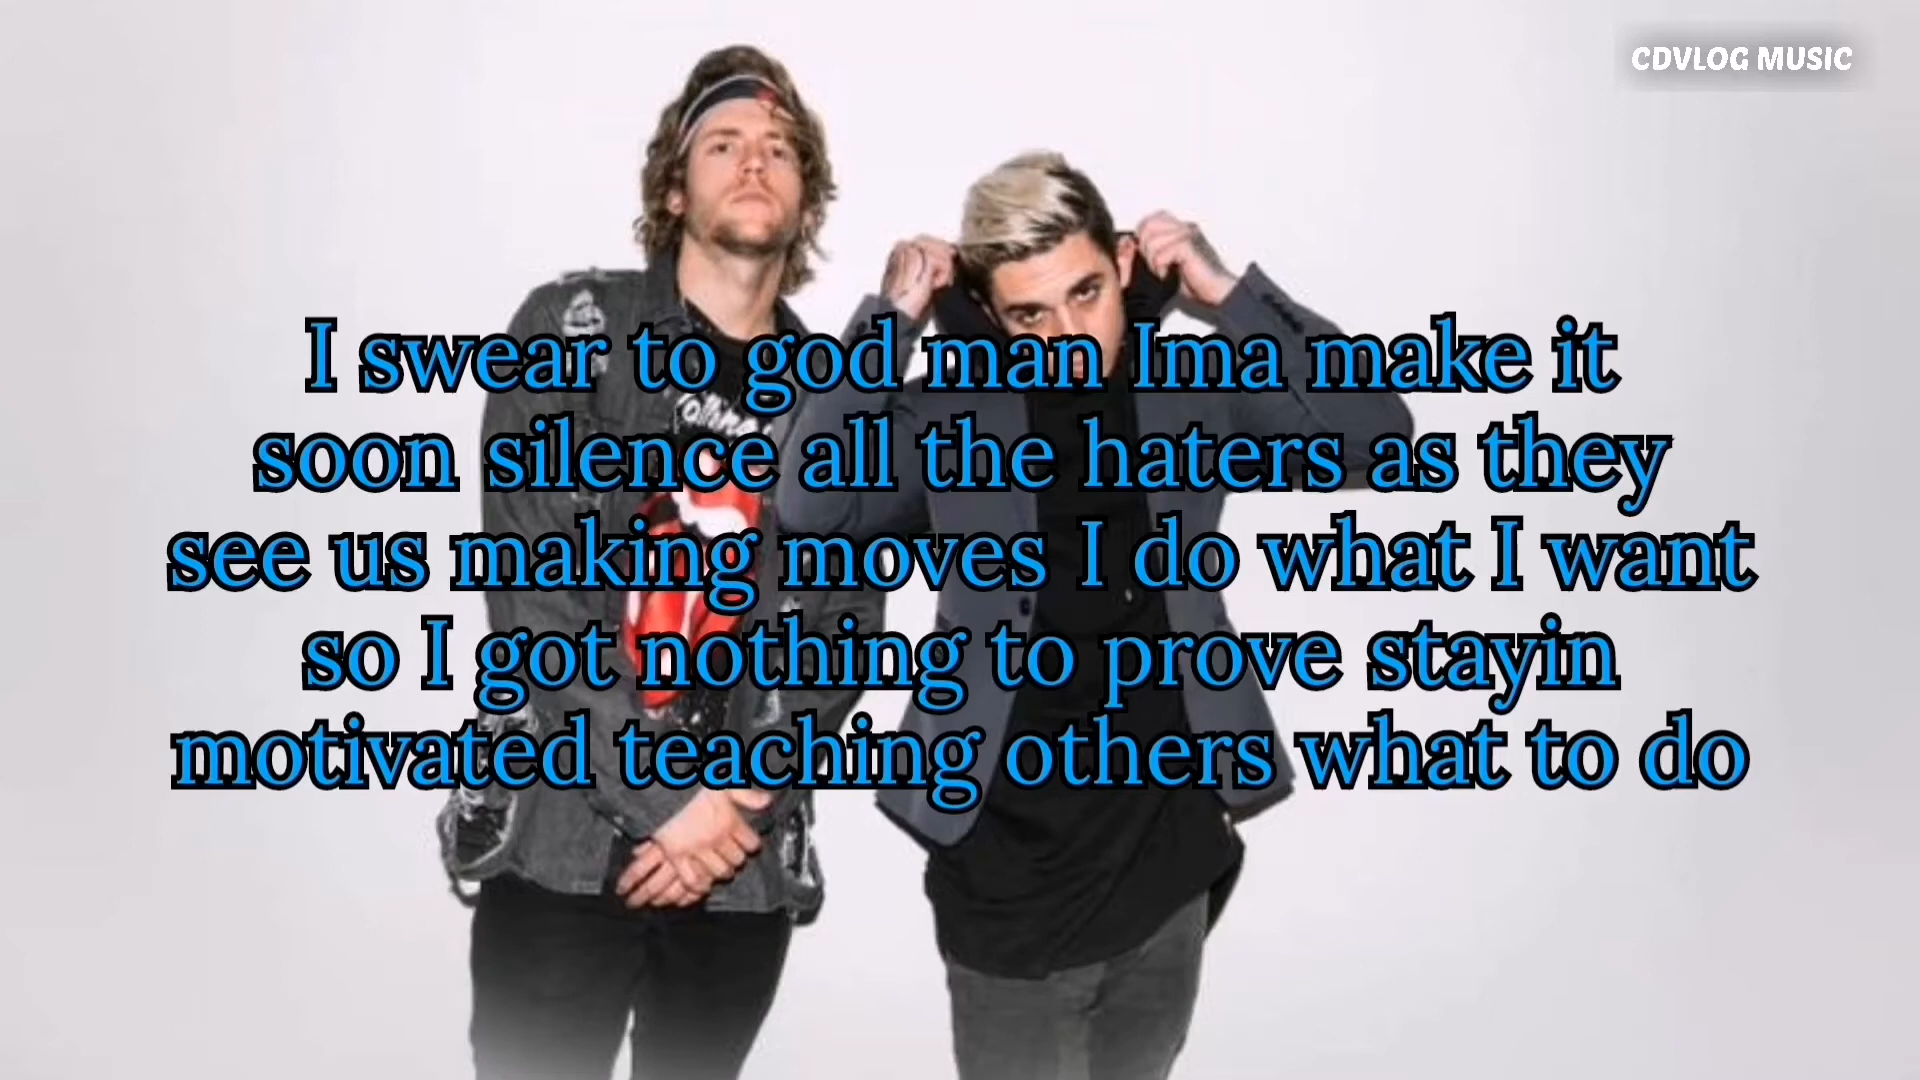 CDVLOG MUSIC
I swear to god man Ima make it
soon silence all the haters as they
see us making moves I do what I want
so I got nothing to prove stayin
motivated teaching others what to do